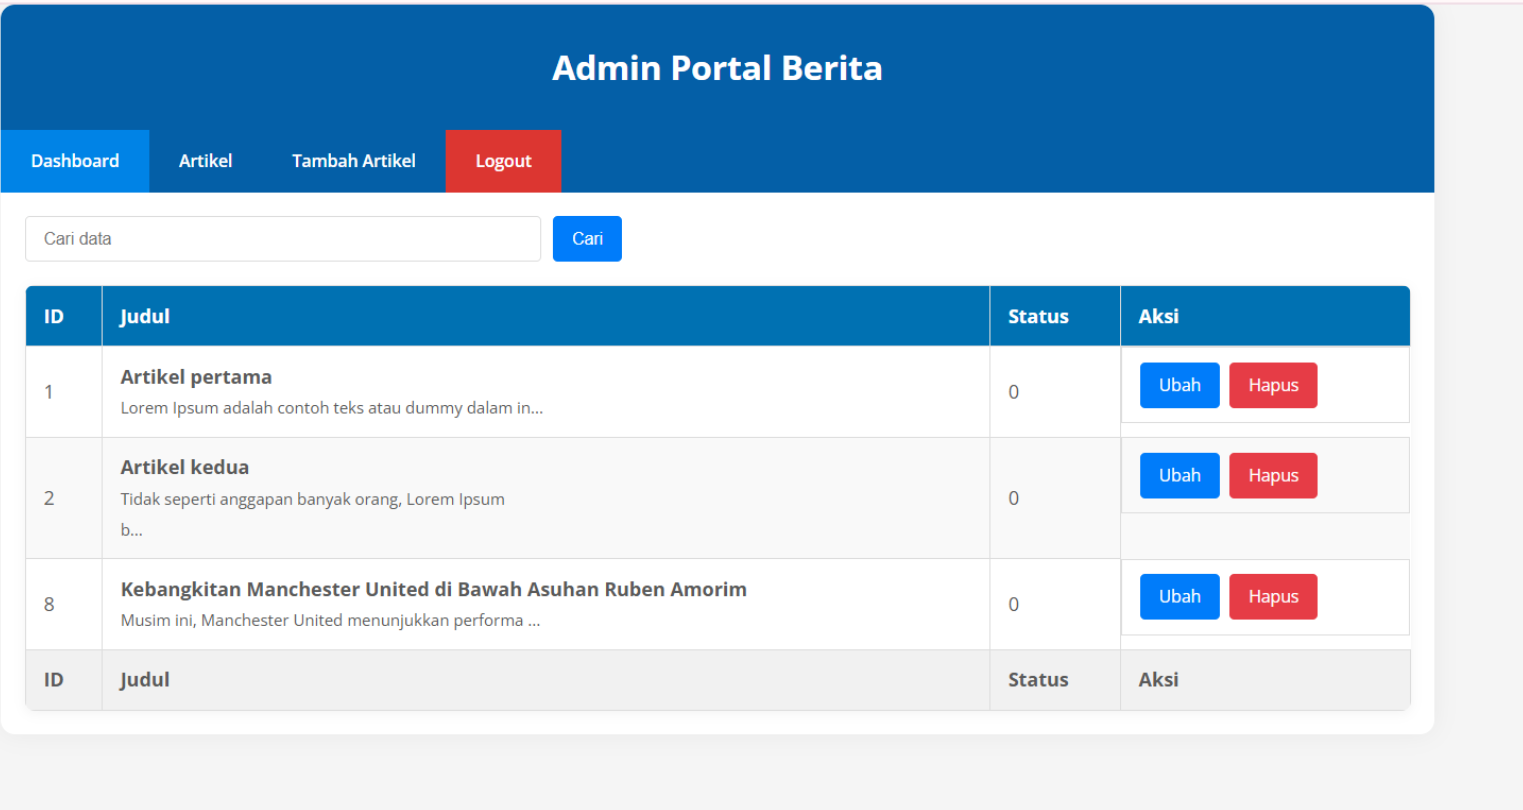 Admin Portal Berita
Dashboard Artikel Tambah Artikel Logout
Cari data Cari
ID Judul Status Aksi
1 Artikel pertama 0 Ubah Hapus
Lorem Ipsum adalah contoh teks atau dummy dalam in...
2 Artikel kedua 0 Ubah Hapus
Tidak seperti anggapan banyak orang, Lorem Ipsum
b...
8 Kebangkitan Manchester United di Bawah Asuhan Ruben Amorim 0 Ubah Hapus
Musim ini, Manchester United menunjukkan performa ...
ID Judul Status Aksi